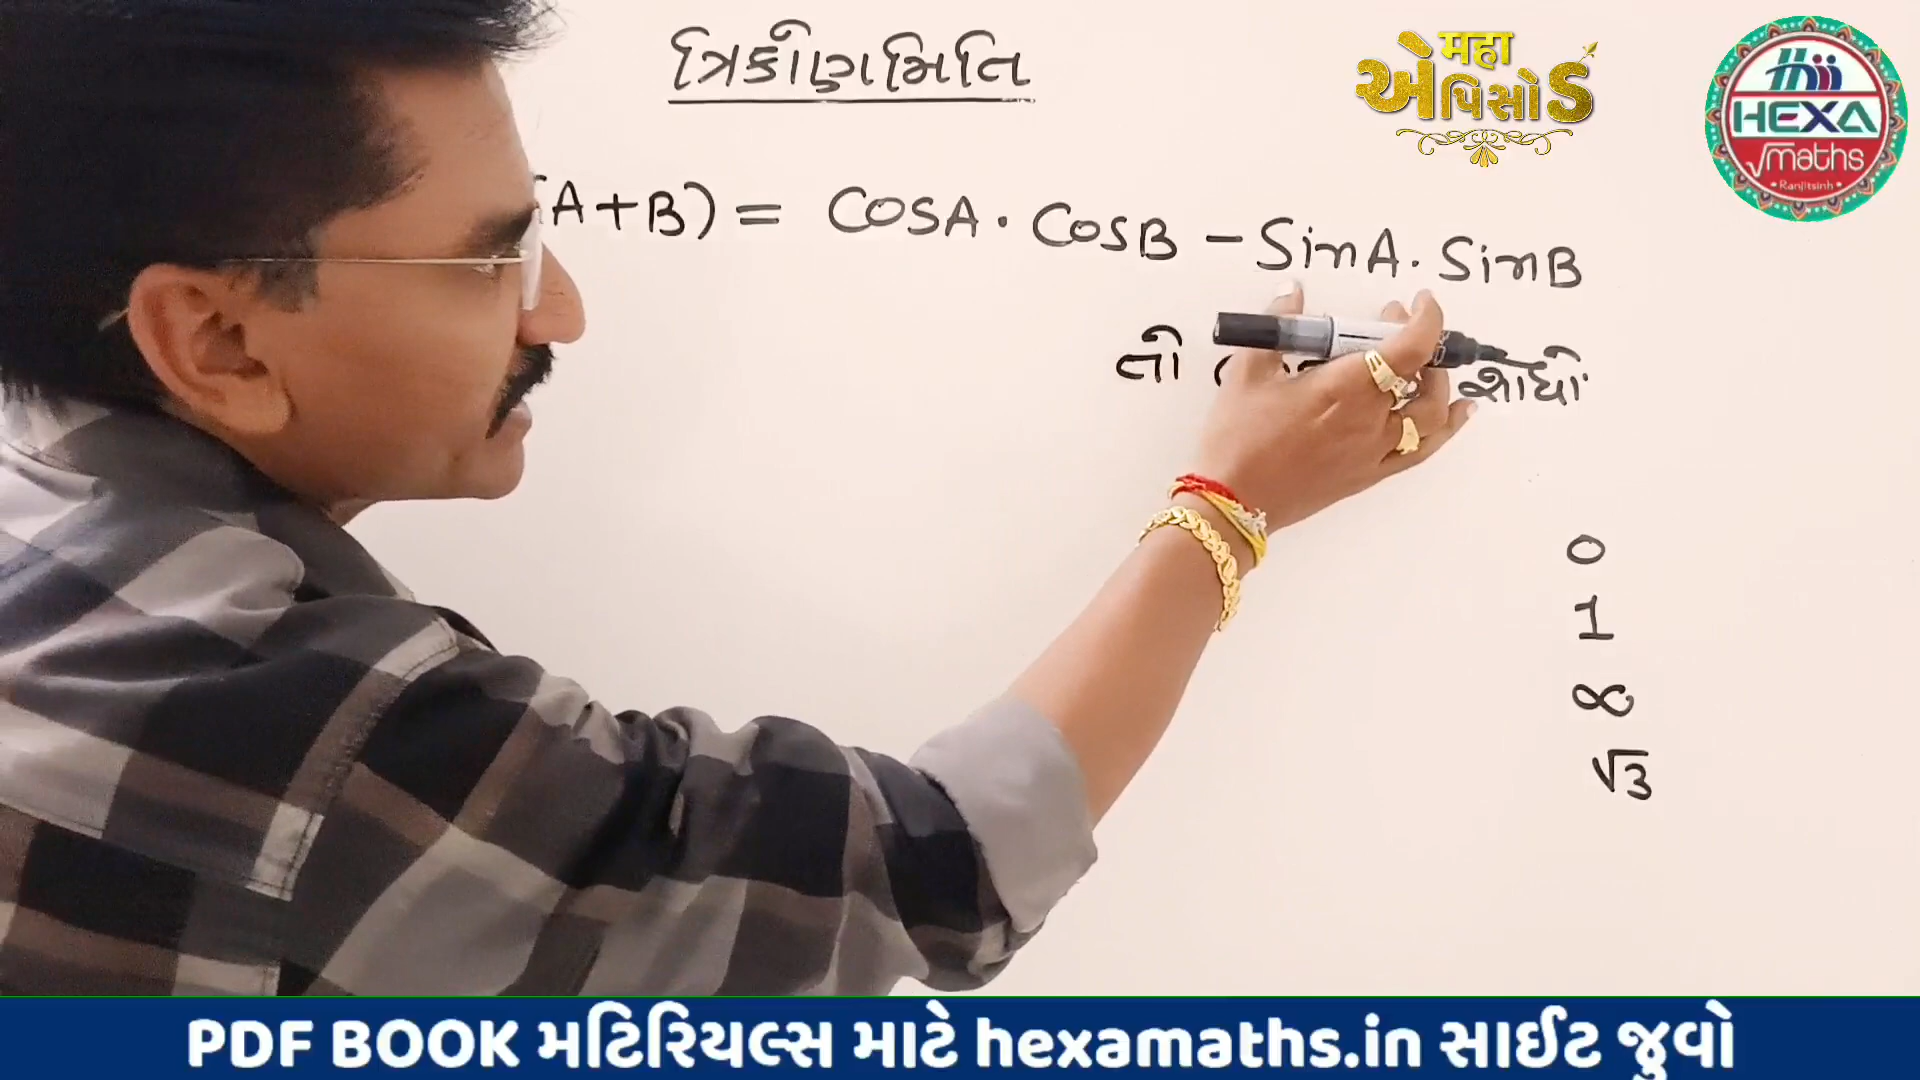 ત્રિકોણમિતિ
મહા
એપિસોડ
HEXA
√maths
• Ranjitsinh •
(A+B) = CosA · CosB - SinA · SinB
તો શોધો
0
1
∞
√3
PDF BOOK મટિરિયલ્સ માટે hexamaths.in સાઈટ જુવો